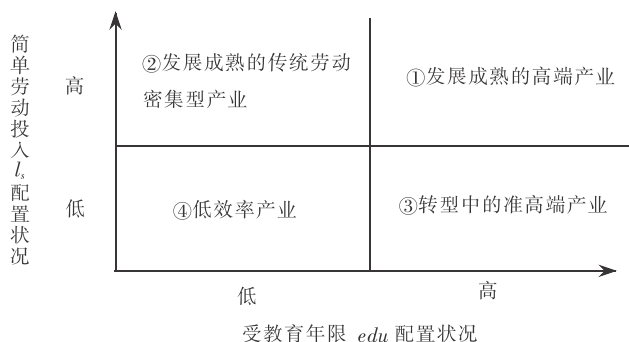 简单劳动投入lₛ配置状况
高
②发展成熟的传统劳动
密集型产业
①发展成熟的高端产业
低
④低效率产业
③转型中的准高端产业
低
高
受教育年限 edu 配置状况